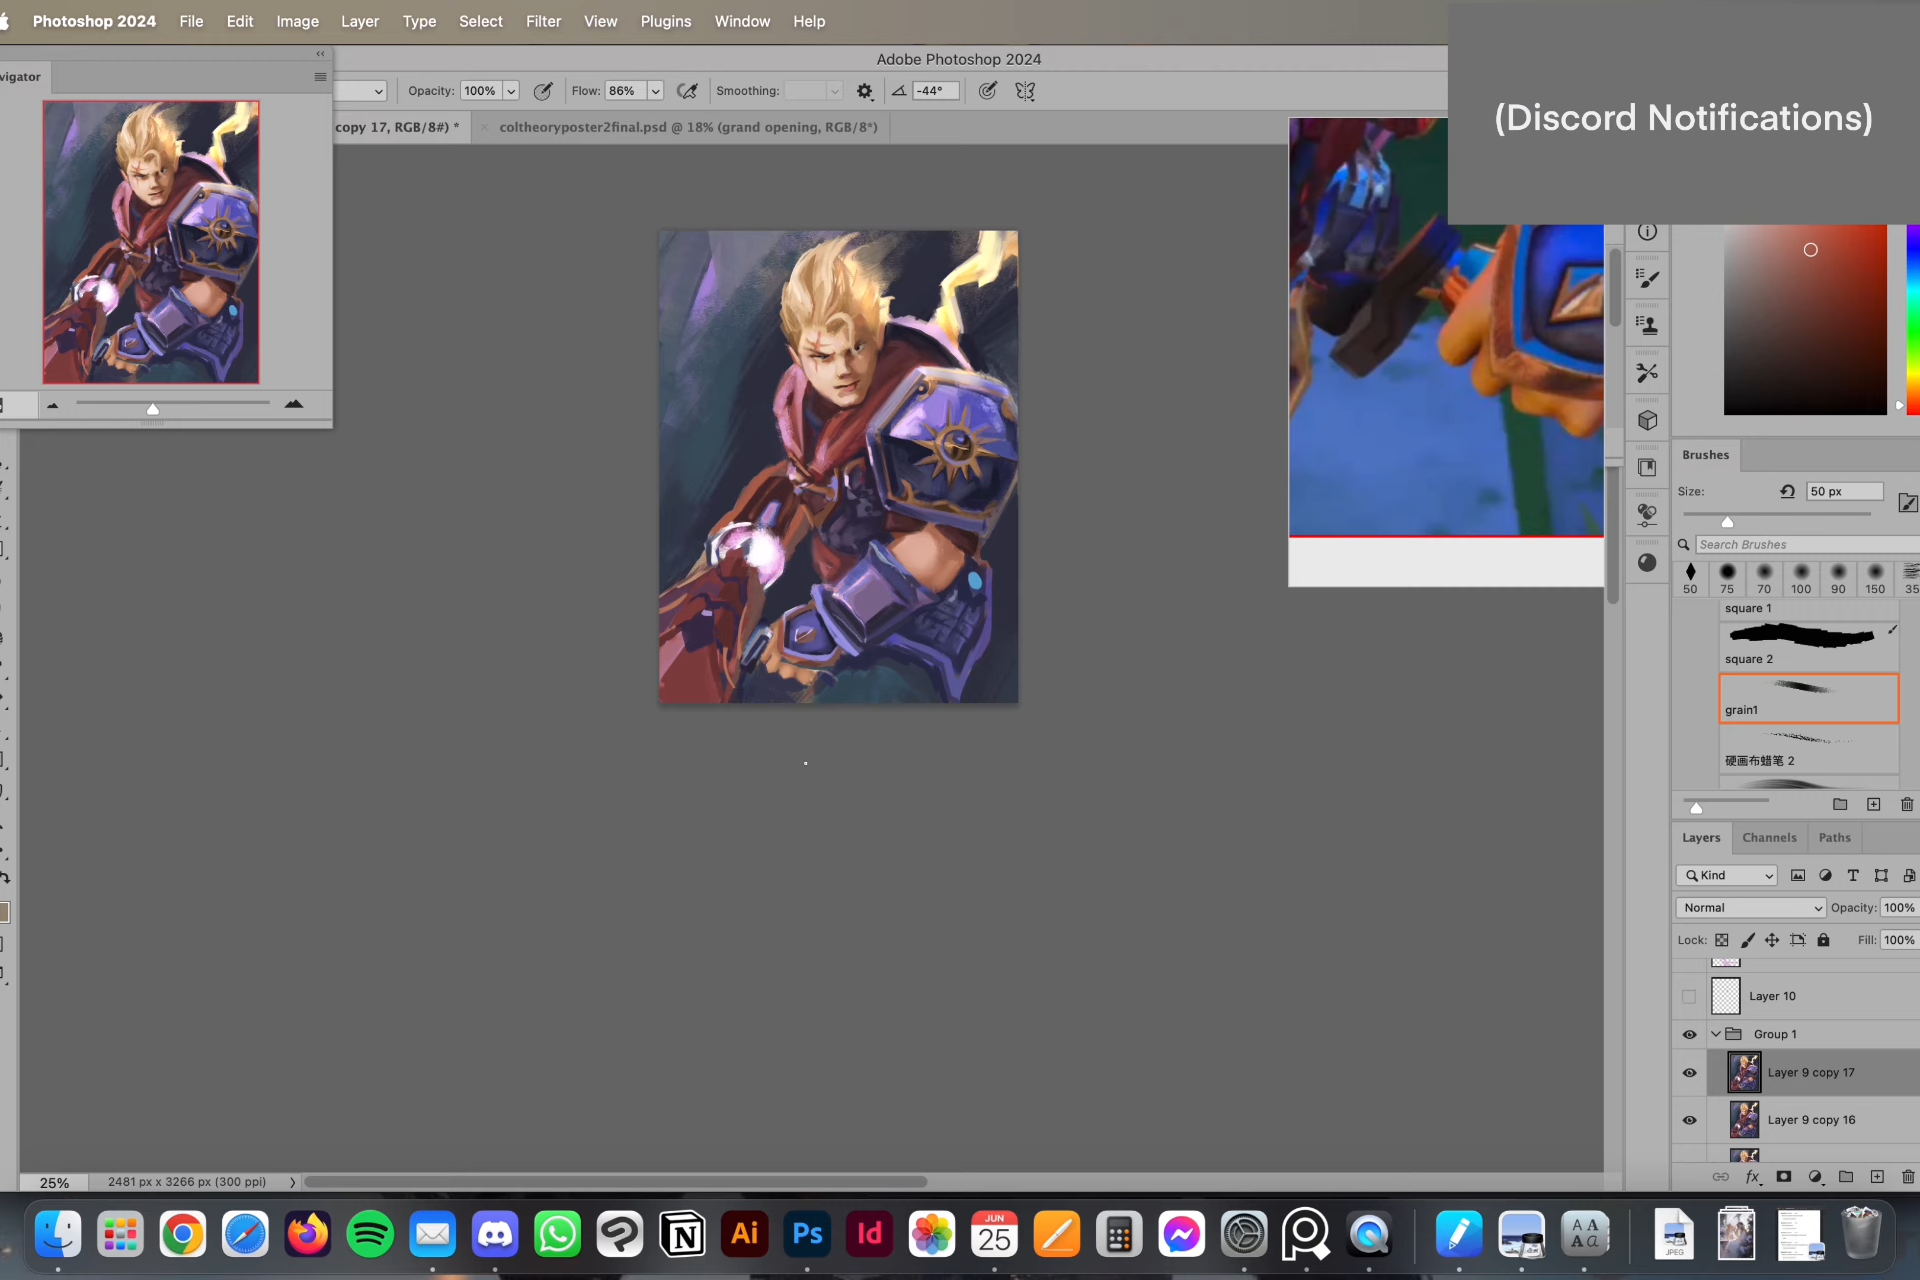 Photoshop 2024 File Edit Image Layer Type Select Filter View Plugins Window Help
Adobe Photoshop 2024
(Discord Notifications)
vigator
Opacity: 100% Flow: 86% Smoothing: -44°
copy 17, RGB/8#) * × coltheoryposter2final.psd @ 18% (grand opening, RGB/8*)
Brushes
Size: 50 px
Search Brushes
50 75 70 100 90 150 35
square 1
square 2
grain1
硬画布蜡笔 2
Layers Channels Paths
Kind
Normal Opacity: 100%
Lock: Fill: 100%
Layer 10
Group 1
Layer 9 copy 17
Layer 9 copy 16
fx
25% 2481 px x 3266 px (300 ppi)
JUN
25
Ai Ps Id
A A
A a
JPEG